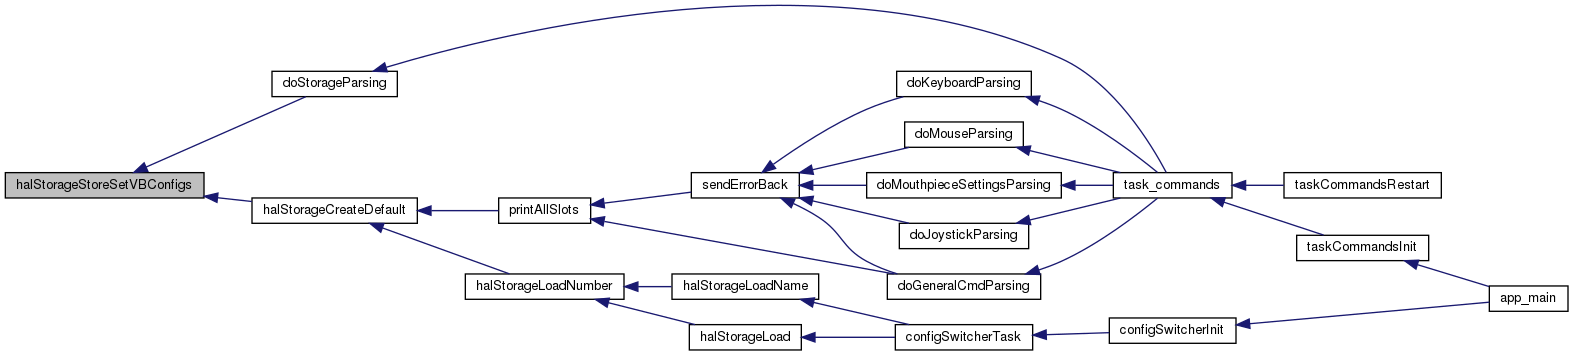 halStorageStoreSetVBConfigs
doStorageParsing
halStorageCreateDefault
printAllSlots
halStorageLoadNumber
sendErrorBack
halStorageLoadName
halStorageLoad
doKeyboardParsing
doMouseParsing
doMouthpieceSettingsParsing
doJoystickParsing
doGeneralCmdParsing
configSwitcherTask
task_commands
configSwitcherInit
taskCommandsRestart
taskCommandsInit
app_main